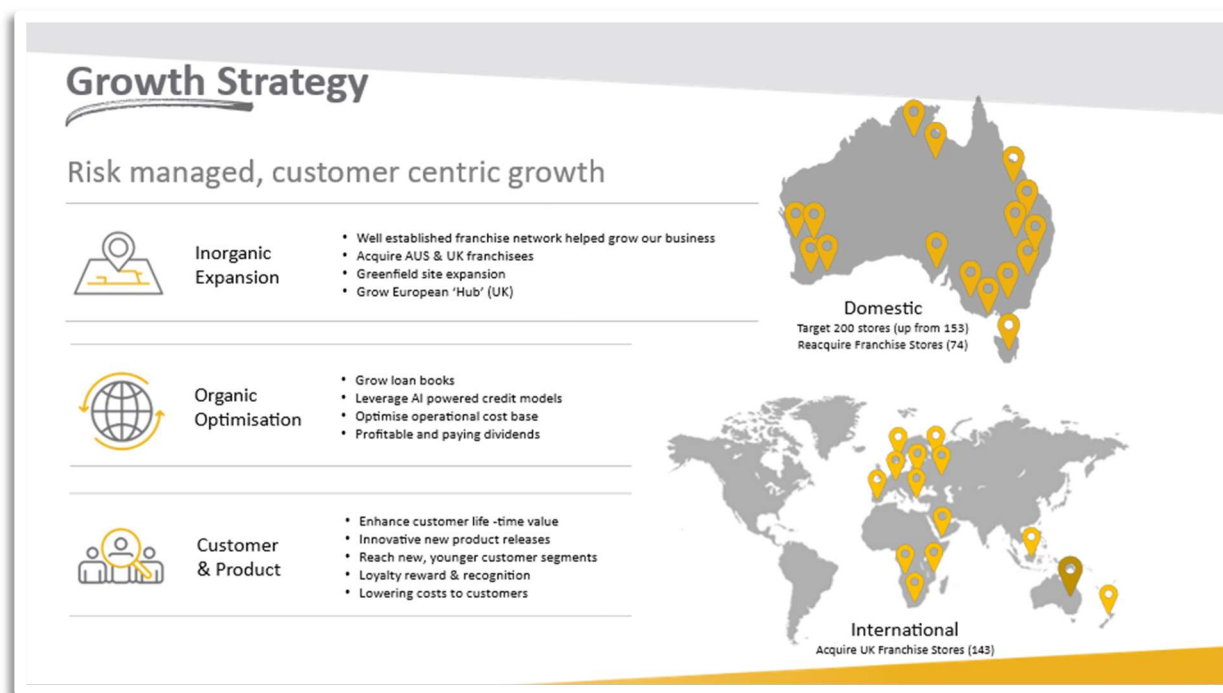 Growth Strategy
Risk managed, customer centric growth
Inorganic
Expansion
• Well established franchise network helped grow our business
• Acquire AUS & UK franchisees
• Greenfield site expansion
• Grow European ‘Hub’ (UK)
Organic
Optimisation
• Grow loan books
• Leverage AI powered credit models
• Optimise operational cost base
• Profitable and paying dividends
Customer
& Product
• Enhance customer life -time value
• Innovative new product releases
• Reach new, younger customer segments
• Loyalty reward & recognition
• Lowering costs to customers
Domestic
Target 200 stores (up from 153)
Reacquire Franchise Stores (74)
International
Acquire UK Franchise Stores (143)